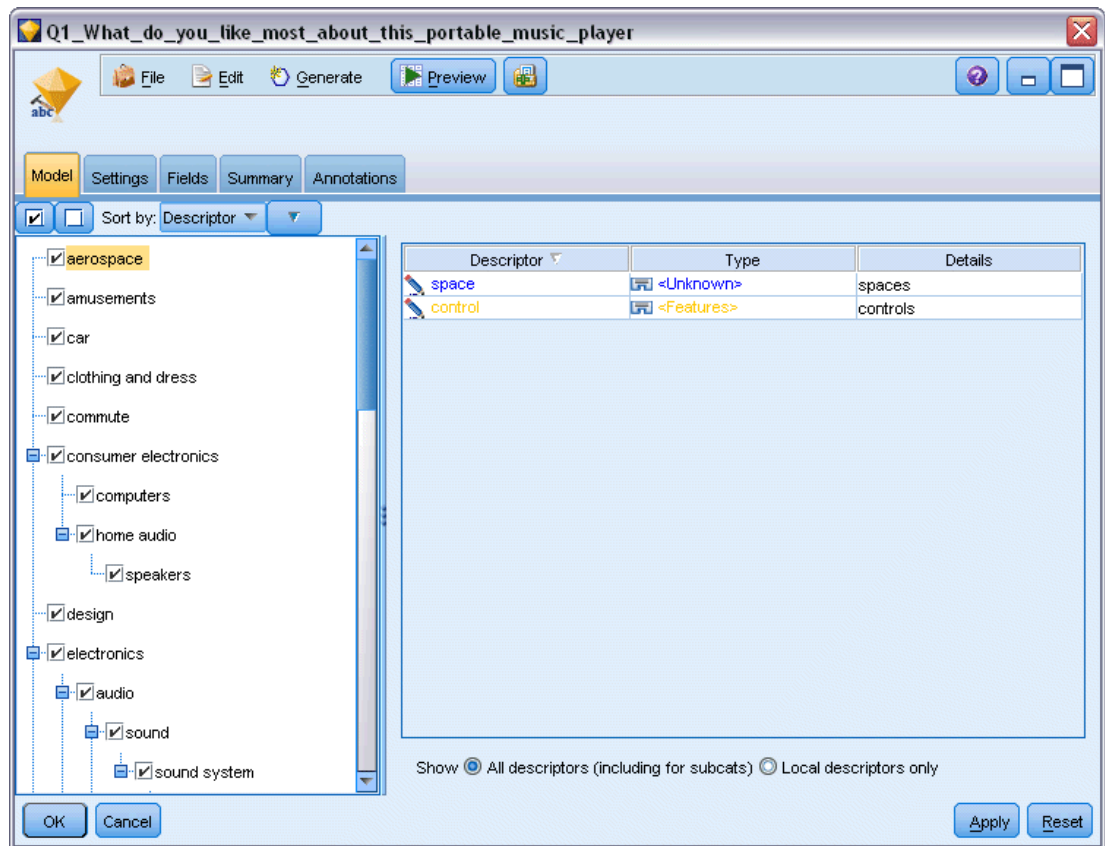 Q1_What_do_you_like_most_about_this_portable_music_player
File Edit Generate Preview
abc
Model Settings Fields Summary Annotations
Sort by: Descriptor
aerospace
amusements
car
clothing and dress
commute
consumer electronics
computers
home audio
speakers
design
electronics
audio
sound
sound system
Descriptor Type Details
space <Unknown> spaces
control <Features> controls
Show All descriptors (including for subcats) Local descriptors only
OK Cancel Apply Reset